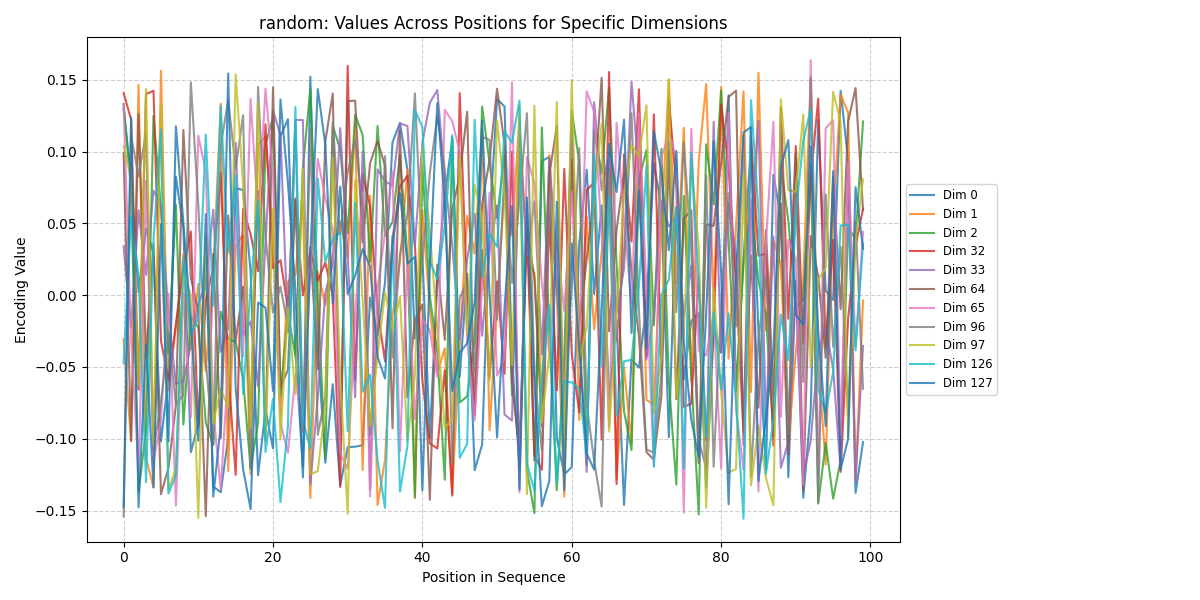 random: Values Across Positions for Specific Dimensions
Encoding Value
0.15
0.10
0.05
0.00
−0.05
−0.10
−0.15
0 20 40 60 80 100
Position in Sequence
Dim 0
Dim 1
Dim 2
Dim 32
Dim 33
Dim 64
Dim 65
Dim 96
Dim 97
Dim 126
Dim 127